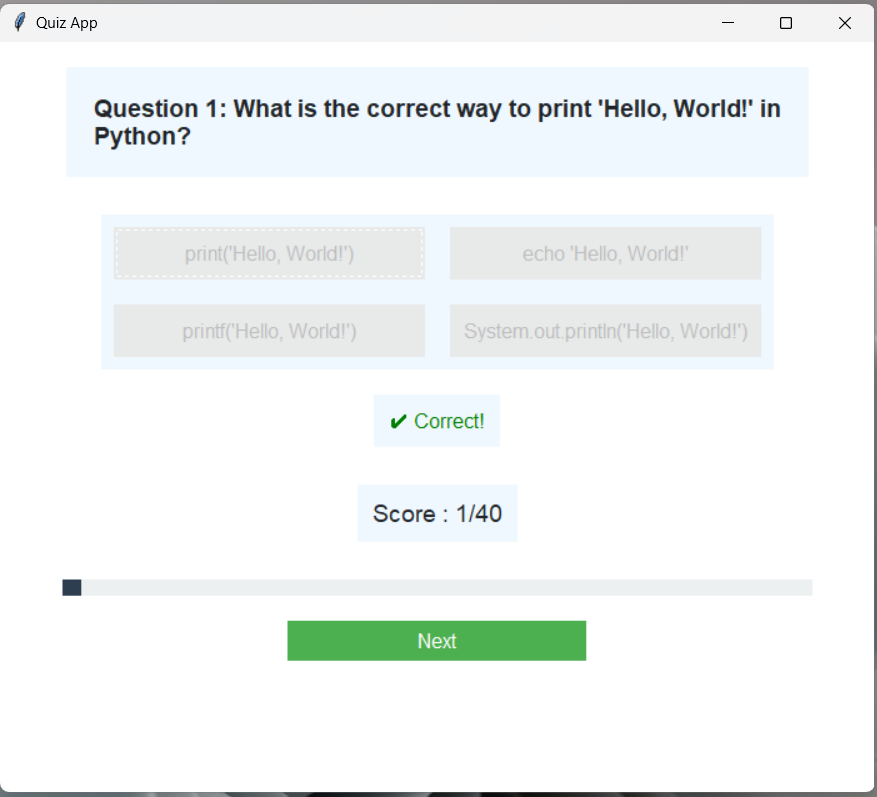 Quiz App
Question 1: What is the correct way to print 'Hello, World!' in
Python?
print('Hello, World!')
echo 'Hello, World!'
printf('Hello, World!')
System.out.println('Hello, World!')
✔ Correct!
Score : 1/40
Next